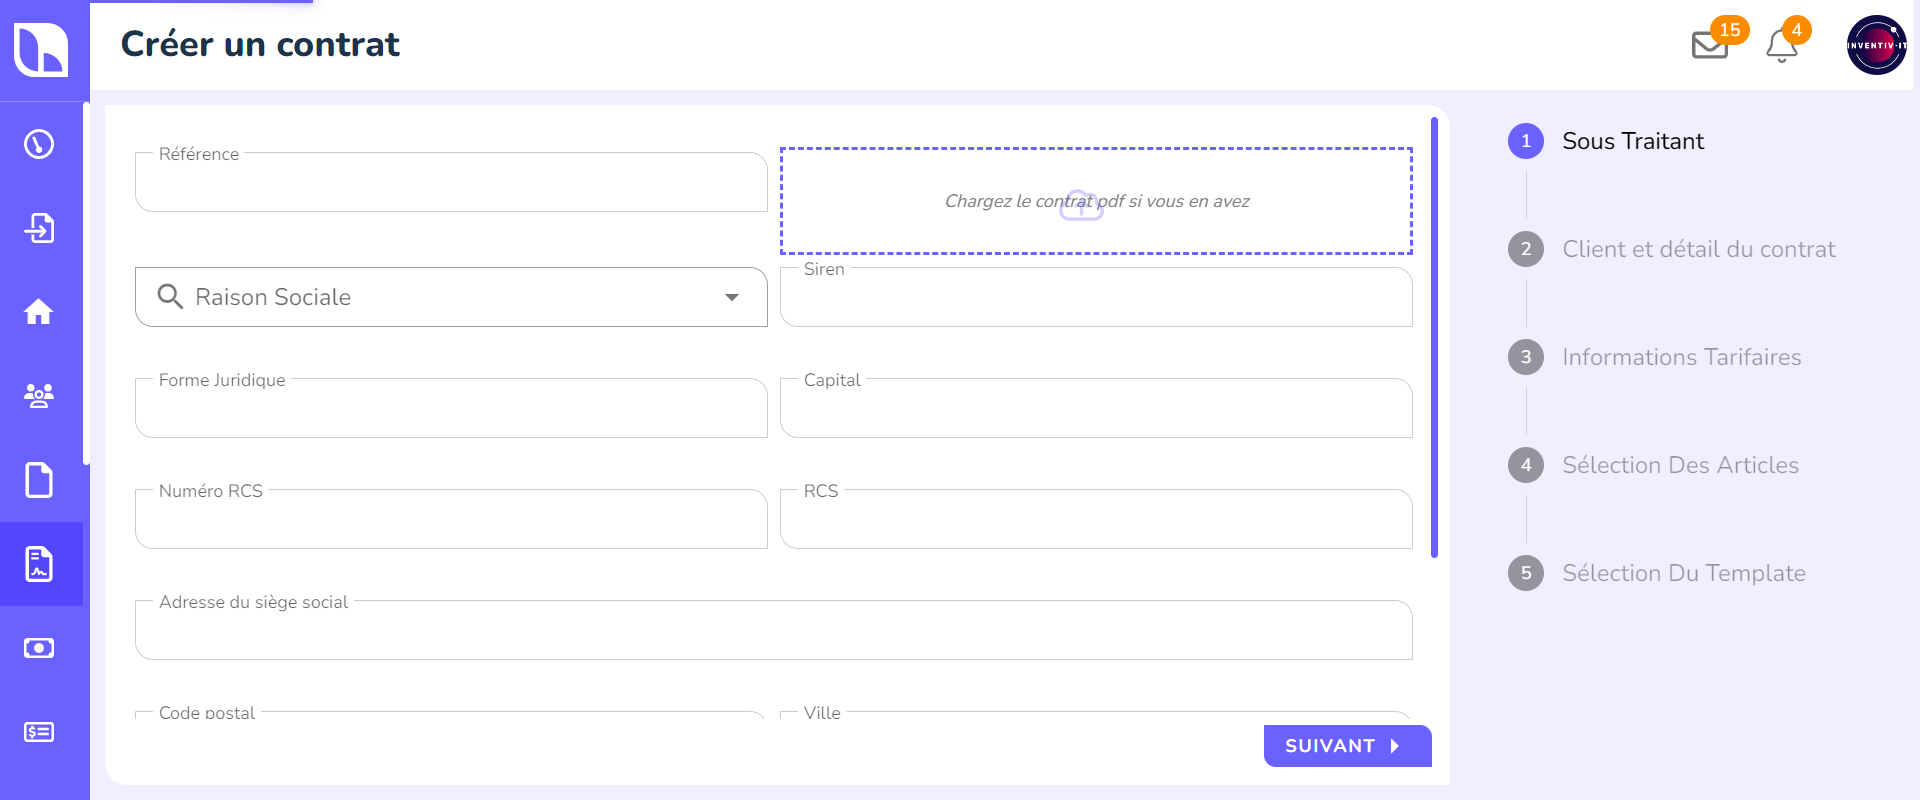 Créer un contrat
15
4
INVENTIV-IT
Référence
Chargez le contrat pdf si vous en avez
Raison Sociale
Siren
Forme Juridique
Capital
Numéro RCS
RCS
Adresse du siège social
Code postal
Ville
SUIVANT
1 Sous Traitant
2 Client et détail du contrat
3 Informations Tarifaires
4 Sélection Des Articles
5 Sélection Du Template